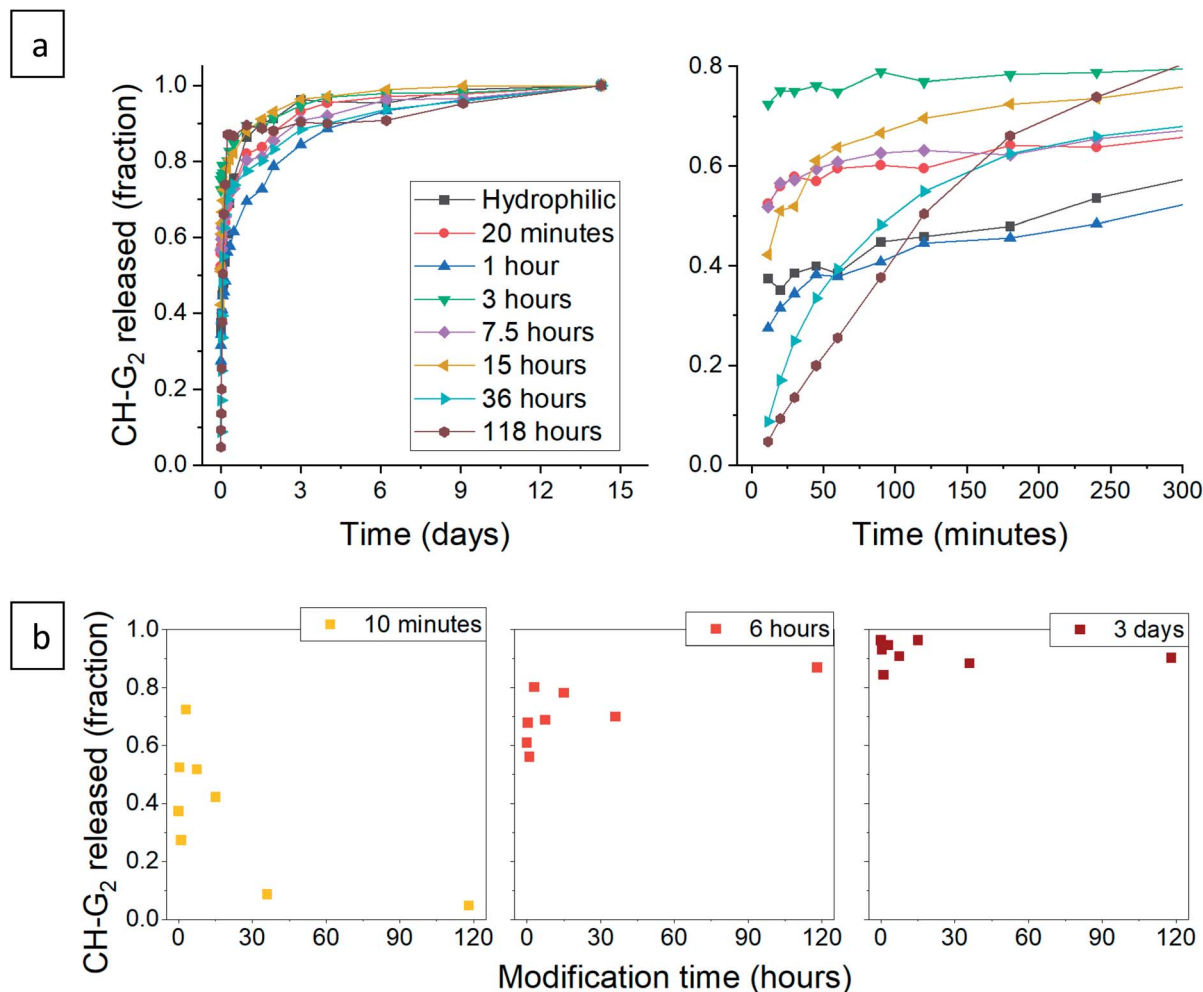 a
CH-G₂ released (fraction)
1.0
0.8
0.6
0.4
0.2
0.0
0 3 6 9 12 15
Time (days)
Hydrophilic
20 minutes
1 hour
3 hours
7.5 hours
15 hours
36 hours
118 hours
0.8
0.6
0.4
0.2
0.0
0 50 100 150 200 250 300
Time (minutes)
b
CH-G₂ released (fraction)
1.0
0.8
0.6
0.4
0.2
0.0
10 minutes
0 30 60 90 120
6 hours
0 30 60 90 120
3 days
0 30 60 90 120
Modification time (hours)